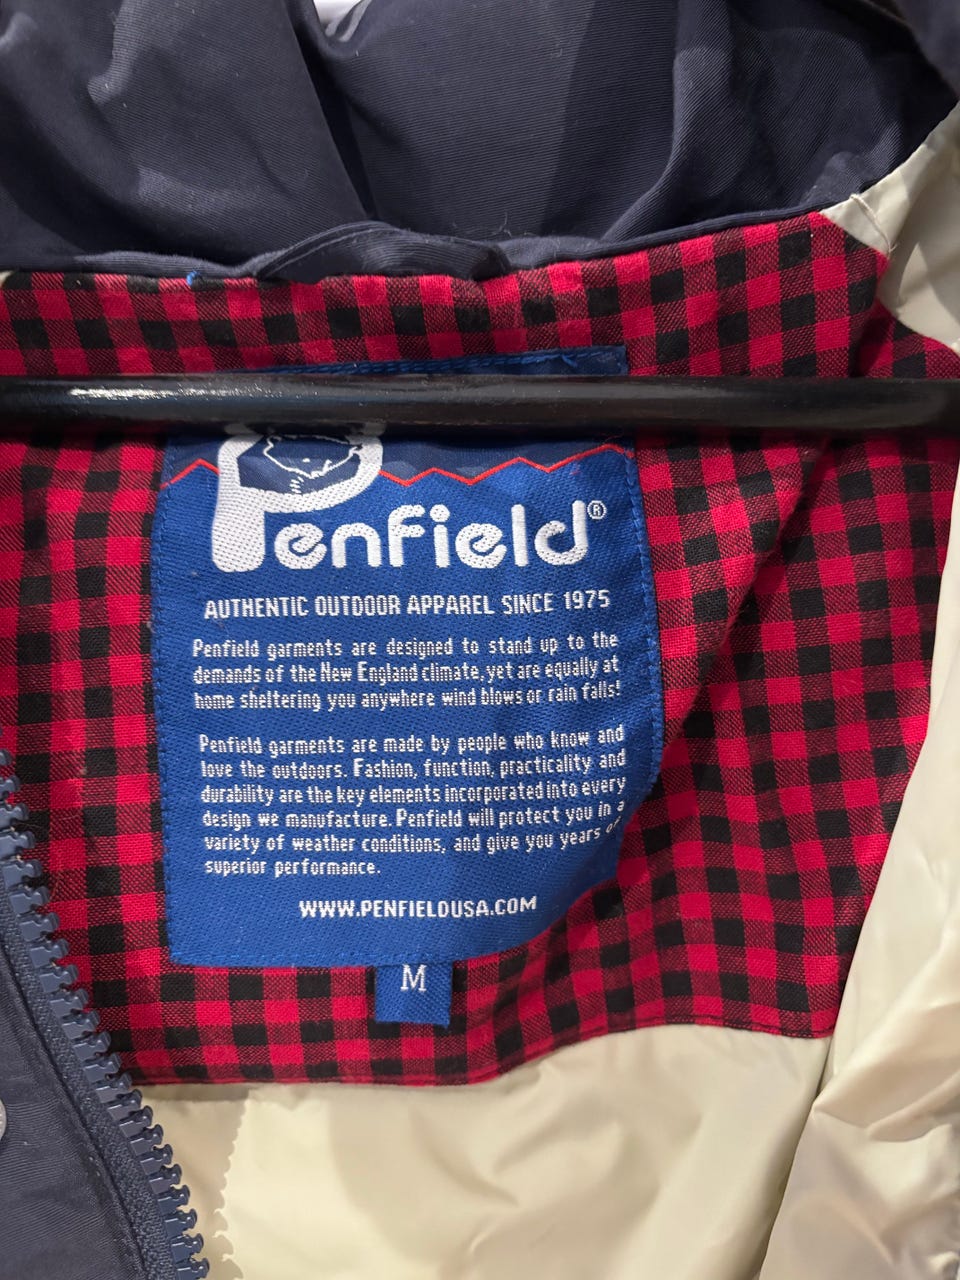 Penfield®
AUTHENTIC OUTDOOR APPAREL SINCE 1975
Penfield garments are designed to stand up to the
demands of the New England climate, yet are equally at
home sheltering you anywhere wind blows or rain falls!
Penfield garments are made by people who know and
love the outdoors. Fashion, function, practicality and
durability are the key elements incorporated into every
design we manufacture. Penfield will protect you in a
variety of weather conditions, and give you years of
superior performance.
WWW.PENFIELDUSA.COM
M